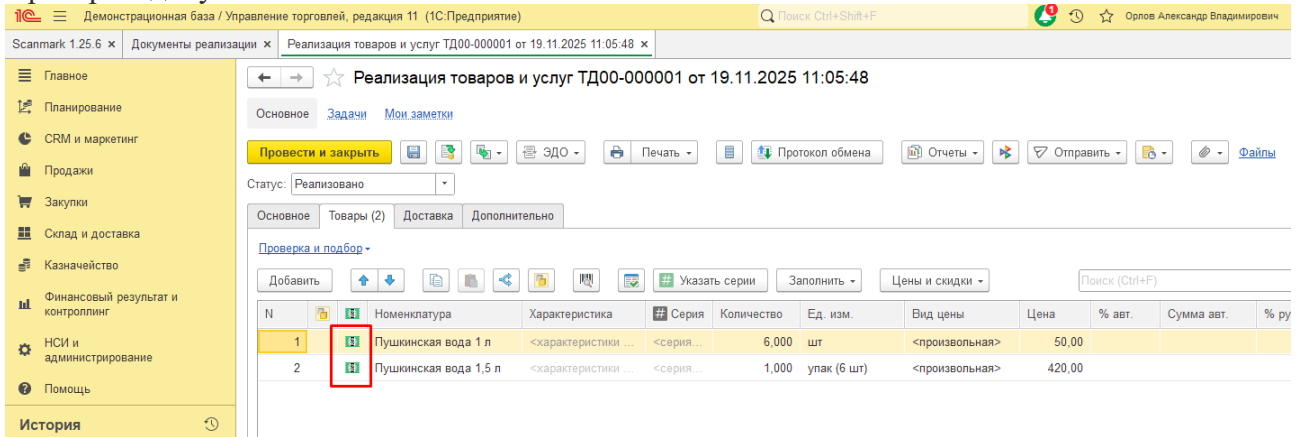 Демонстрационная база / Управление торговлей, редакция 11 (1С:Предприятие)
Поиск Ctrl+Shift+F
Орлов Александр Владимирович
Scanmark 1.25.6 ×
Документы реализации ×
Реализация товаров и услуг ТД00-000001 от 19.11.2025 11:05:48 ×
Главное
Планирование
CRM и маркетинг
Продажи
Закупки
Склад и доставка
Казначейство
Финансовый результат и
контроллинг
НСИ и
администрирование
Помощь
История
Реализация товаров и услуг ТД00-000001 от 19.11.2025 11:05:48
Основное Задачи Мои заметки
Провести и закрыть ЭДО Печать Протокол обмена Отчеты Отправить Файлы
Статус: Реализовано
Основное Товары (2) Доставка Дополнительно
Проверка и подбор
Добавить Указать серии Заполнить Цены и скидки Поиск (Ctrl+F)
N Номенклатура Характеристика # Серия Количество Ед. изм. Вид цены Цена % авт. Сумма авт. % ру
1 Пушкинская вода 1 л <характеристики ... <серия... 6,000 шт <произвольная> 50,00
2 Пушкинская вода 1,5 л <характеристики ... <серия... 1,000 упак (6 шт) <произвольная> 420,00